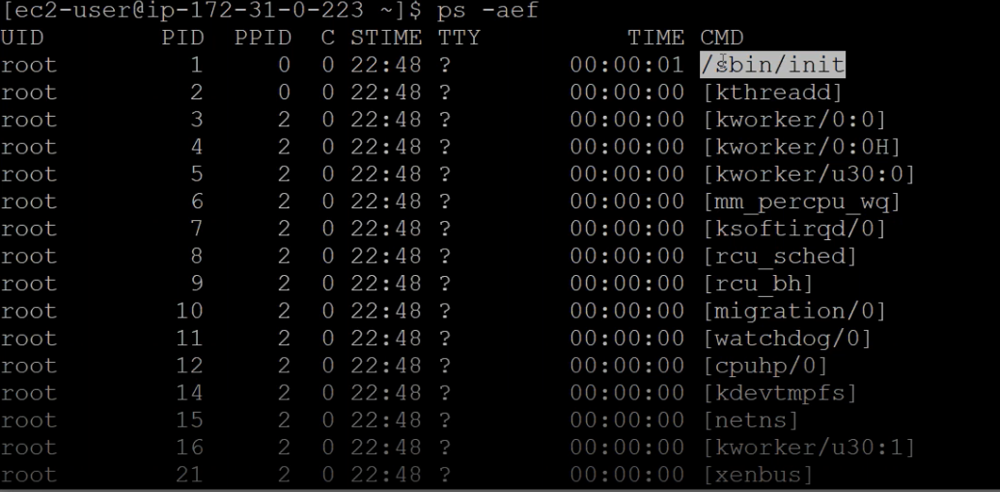 [ec2-user@ip-172-31-0-223 ~]$ ps -aef
UID PID PPID C STIME TTY TIME CMD
root 1 0 0 22:48 ? 00:00:01 /sbin/init
root 2 0 0 22:48 ? 00:00:00 [kthreadd]
root 3 2 0 22:48 ? 00:00:00 [kworker/0:0]
root 4 2 0 22:48 ? 00:00:00 [kworker/0:0H]
root 5 2 0 22:48 ? 00:00:00 [kworker/u30:0]
root 6 2 0 22:48 ? 00:00:00 [mm_percpu_wq]
root 7 2 0 22:48 ? 00:00:00 [ksoftirqd/0]
root 8 2 0 22:48 ? 00:00:00 [rcu_sched]
root 9 2 0 22:48 ? 00:00:00 [rcu_bh]
root 10 2 0 22:48 ? 00:00:00 [migration/0]
root 11 2 0 22:48 ? 00:00:00 [watchdog/0]
root 12 2 0 22:48 ? 00:00:00 [cpuhp/0]
root 14 2 0 22:48 ? 00:00:00 [kdevtmpfs]
root 15 2 0 22:48 ? 00:00:00 [netns]
root 16 2 0 22:48 ? 00:00:00 [kworker/u30:1]
root 21 2 0 22:48 ? 00:00:00 [xenbus]